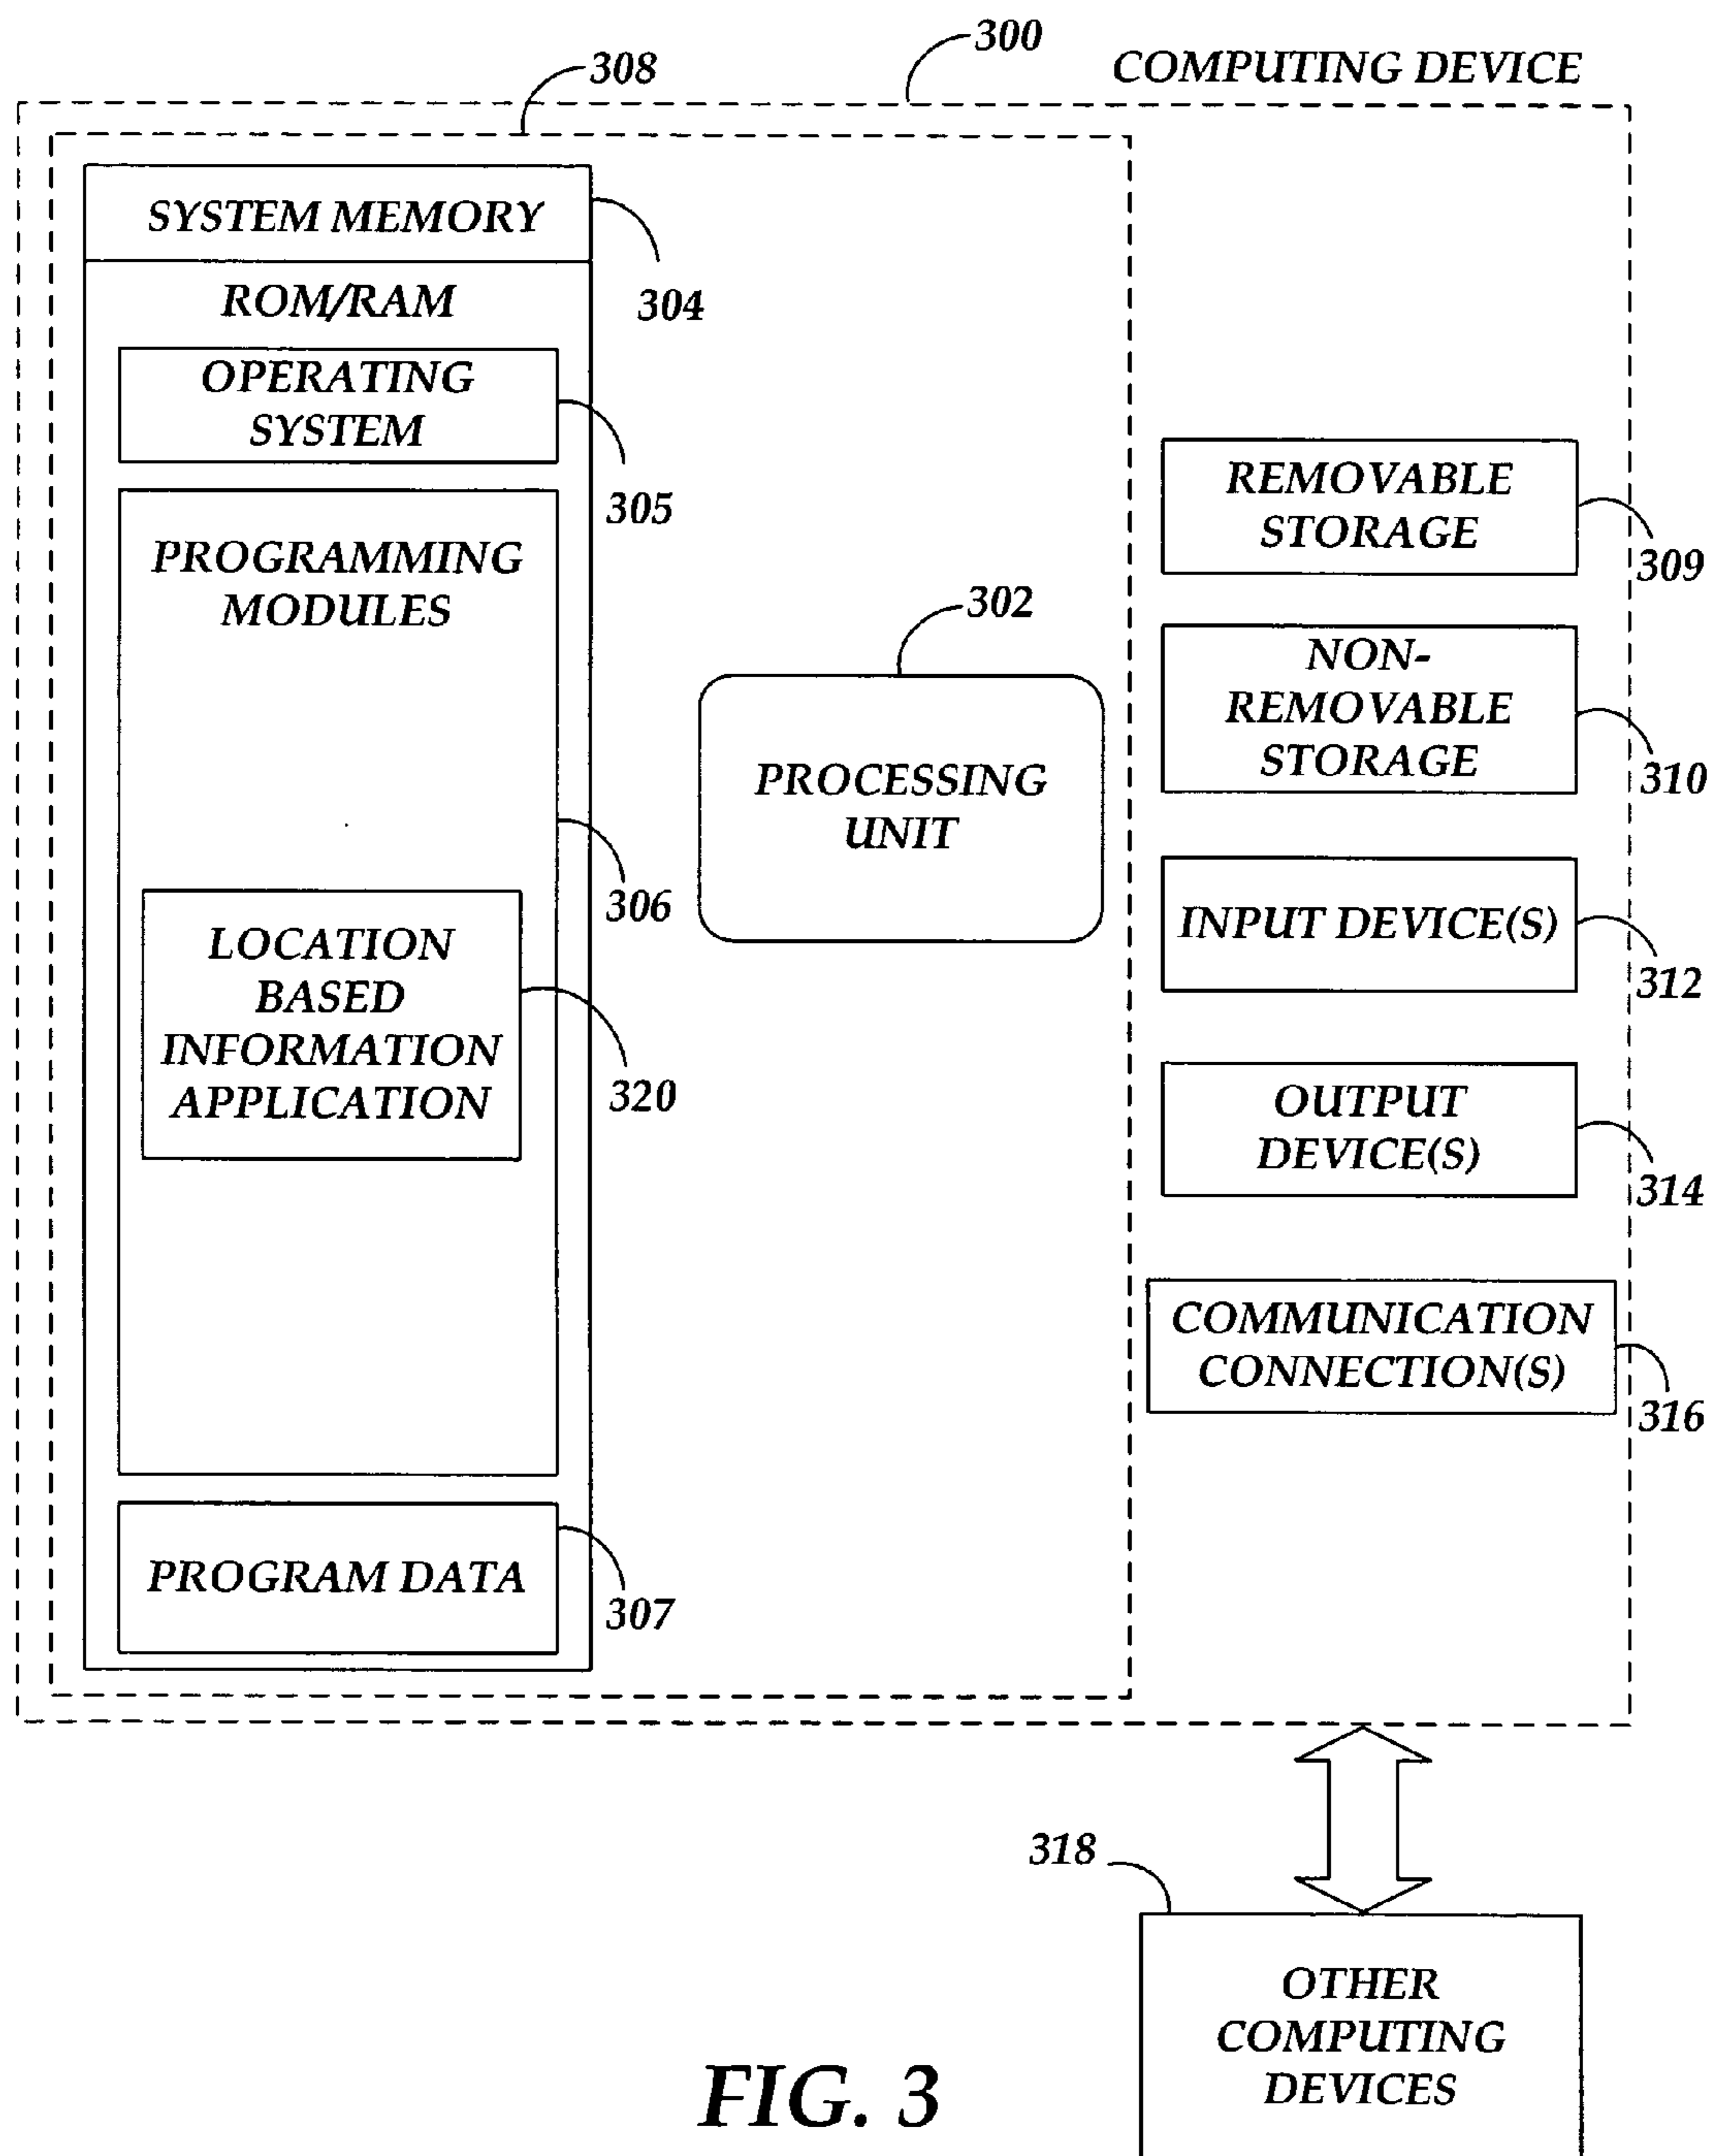 300
COMPUTING DEVICE
308
SYSTEM MEMORY
304
ROM/RAM
OPERATING
SYSTEM
305
PROGRAMMING
MODULES
306
LOCATION
BASED
INFORMATION
APPLICATION
320
PROGRAM DATA
307
302
PROCESSING
UNIT
REMOVABLE
STORAGE
309
NON-
REMOVABLE
STORAGE
310
INPUT DEVICE(S)
312
OUTPUT
DEVICE(S)
314
COMMUNICATION
CONNECTION(S)
316
318
OTHER
COMPUTING
DEVICES
FIG. 3